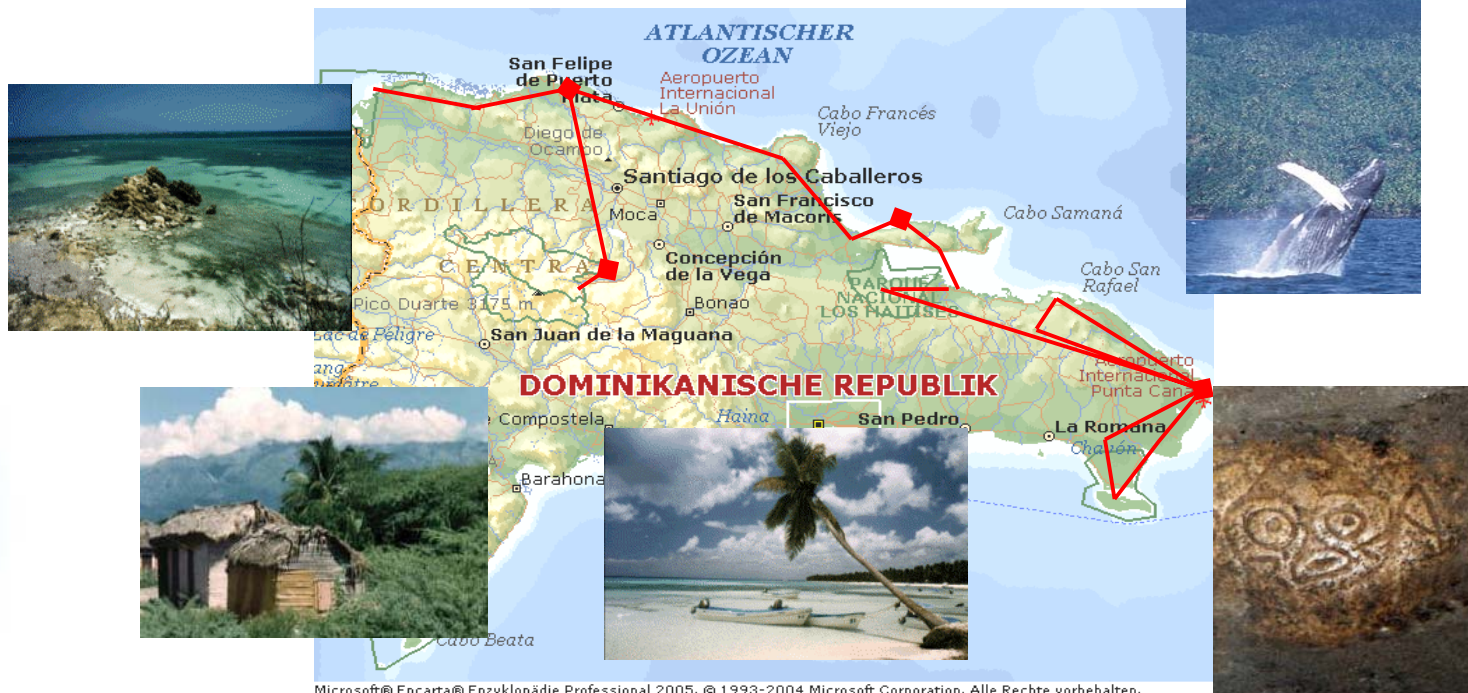 ATLANTISCHER
OZEAN
San Felipe
de Puerto
Plata
Aeropuerto
Internacional
La Unión
Cabo Francés
Viejo
Diego de
Ocampo
Santiago de los Caballeros
CORDILLERA
Moca
San Francisco
de Macorís
Cabo Samaná
Concepción
de la Vega
CENTRAL
Cabo San
Rafael
PARQUE
NACIONAL
LOS HAITISES
Pico Duarte 3175 m
Bonao
Lac de Péligre
San Juan de la Maguana
Aeropuerto
Internacional
Punta Cana
DOMINIKANISCHE REPUBLIK
Compostela
Haina
San Pedro
La Romana
Chavón
Barahona
Cabo Beata
Microsoft® Encarta® Enzyklopädie Professional 2005. © 1993-2004 Microsoft Corporation. Alle Rechte vorbehalten.